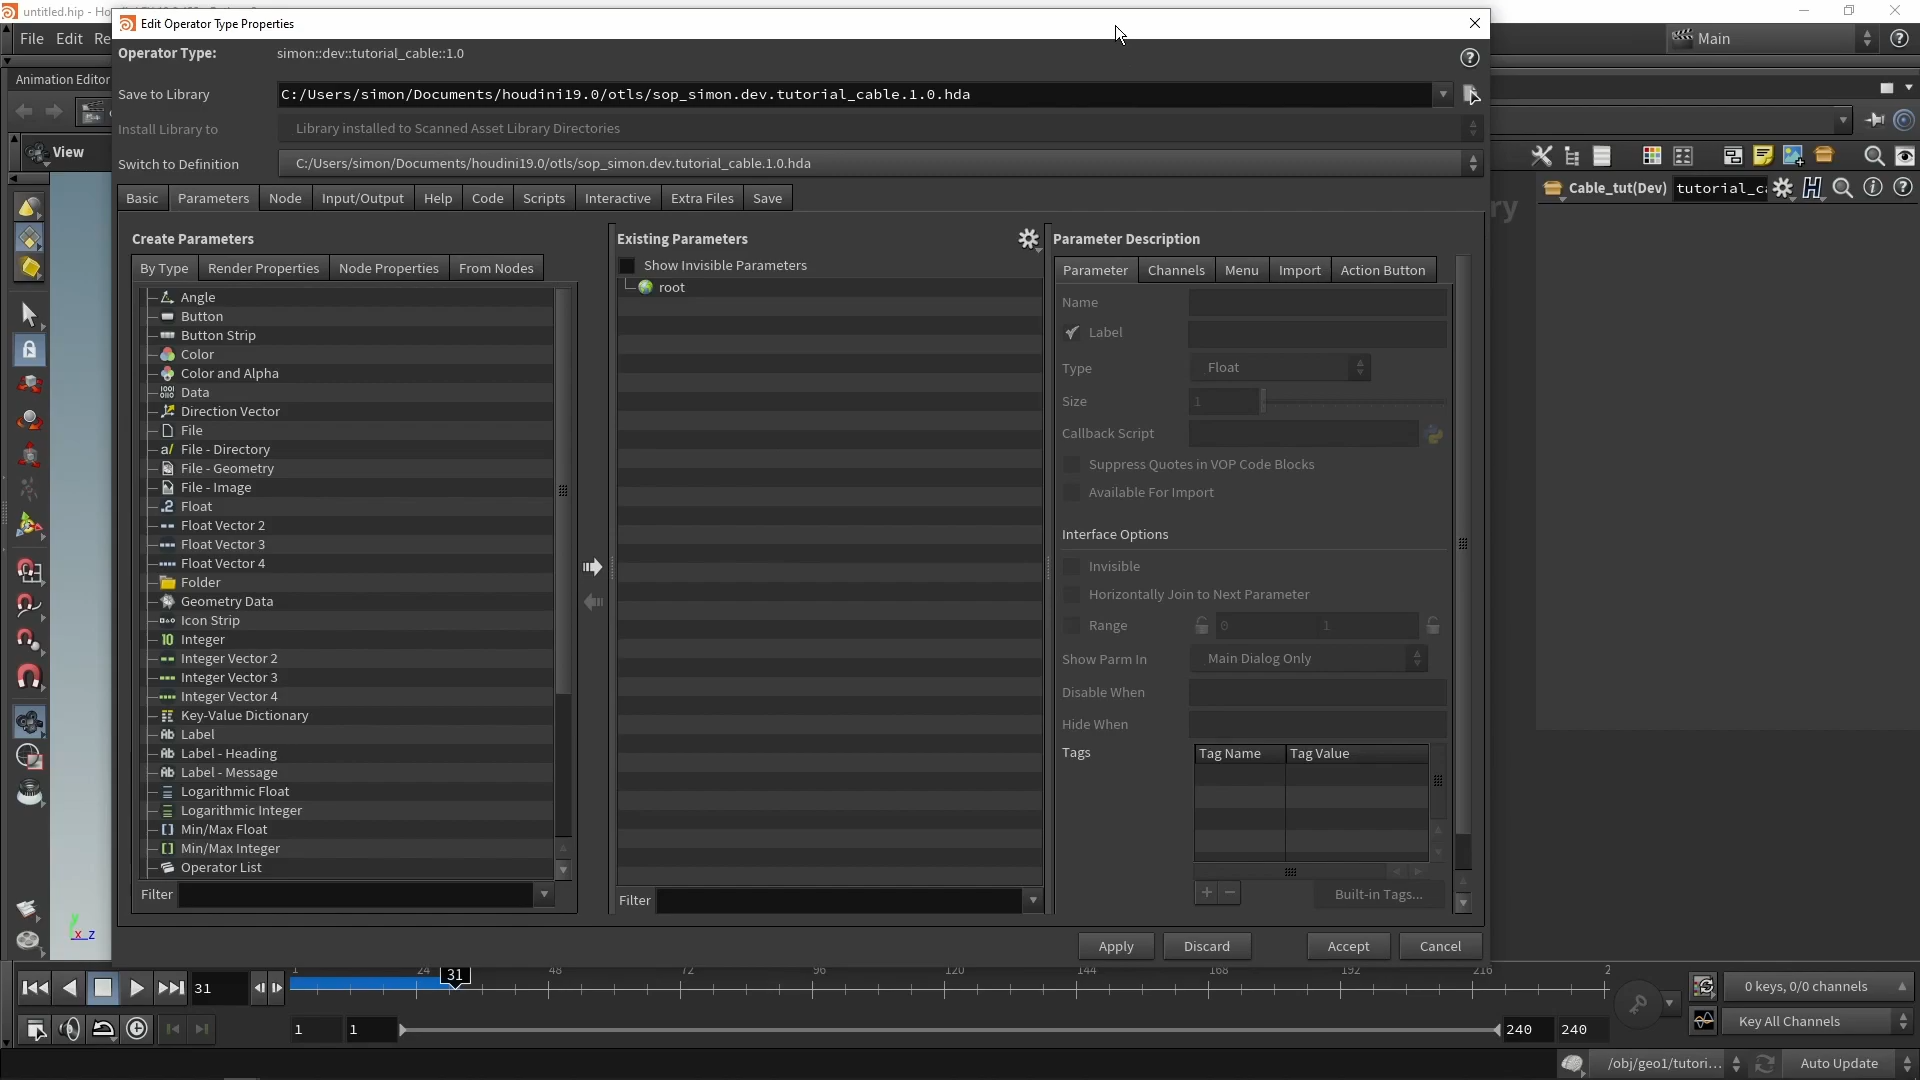 untitled.hip - Ho
Edit Operator Type Properties
File
Edit
Re
Main
Operator Type:
simon::dev::tutorial_cable::1.0
Animation Editor
Save to Library
C:/Users/simon/Documents/houdini19.0/otls/sop_simon.dev.tutorial_cable.1.0.hda
Install Library to
Library installed to Scanned Asset Library Directories
View
Switch to Definition
C:/Users/simon/Documents/houdini19.0/otls/sop_simon.dev.tutorial_cable.1.0.hda
Cable_tut(Dev)
tutorial_ca
Basic
Parameters
Node
Input/Output
Help
Code
Scripts
Interactive
Extra Files
Save
ry
Create Parameters
By Type
Render Properties
Node Properties
From Nodes
Angle
Button
Button Strip
Color
Color and Alpha
Data
Direction Vector
File
File - Directory
File - Geometry
File - Image
Float
Float Vector 2
Float Vector 3
Float Vector 4
Folder
Geometry Data
Icon Strip
Integer
Integer Vector 2
Integer Vector 3
Integer Vector 4
Key-Value Dictionary
Label
Label - Heading
Label - Message
Logarithmic Float
Logarithmic Integer
Min/Max Float
Min/Max Integer
Operator List
Filter
Existing Parameters
Show Invisible Parameters
root
Filter
Parameter Description
Parameter
Channels
Menu
Import
Action Button
Name
Label
Type
Float
Size
1
Callback Script
Suppress Quotes in VOP Code Blocks
Available For Import
Interface Options
Invisible
Horizontally Join to Next Parameter
Range
0
1
Show Parm In
Main Dialog Only
Disable When
Hide When
Tags
Tag Name
Tag Value
Built-in Tags...
Apply
Discard
Accept
Cancel
y
x
z
31
1
24
31
48
72
96
120
144
168
192
216
2
0 keys, 0/0 channels
1
1
240
240
Key All Channels
/obj/geo1/tutori...
Auto Update